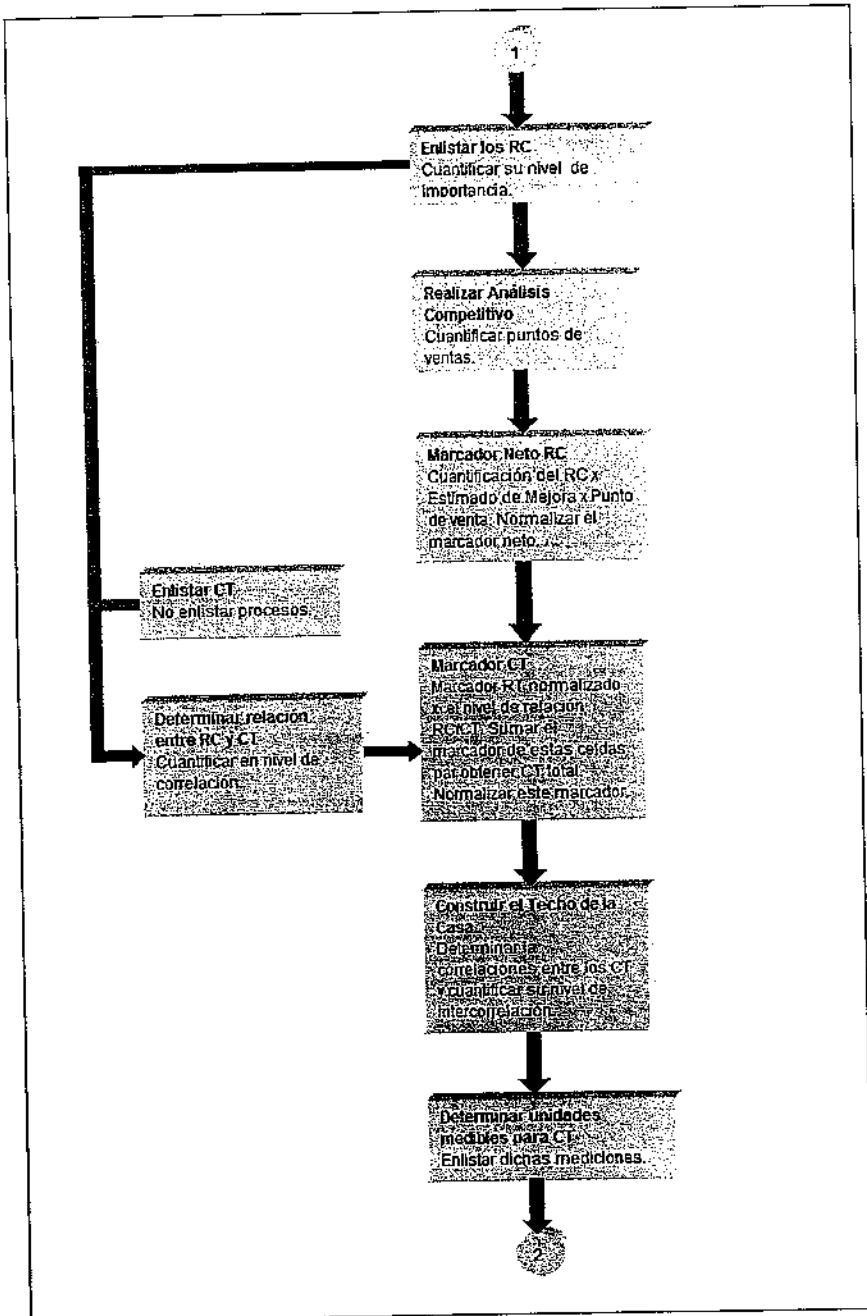 1
Enlistar los RC
Cuantificar su nivel de
importancia.
Realizar Análisis
Competitivo
Cuantificar puntos de
ventas.
Marcador Neto RC
Cuantificación del RC x
Estimado de Mejora x Punto
de venta. Normalizar el
marcador neto.
Enlistar CT
No enlistar procesos.
Determinar relación
entre RC y CT
Cuantificar en nivel de
correlación.
Marcador CT
Marcador RT normalizado
x el nivel de relación
RC/CT. Sumar el
marcador de estas celdas
par obtener CT total.
Normalizar este marcador.
Construir el Techo de la
Casa.
Determinar la
correlaciones entre los CT
y cuantificar su nivel de
intercorrelación.
Determinar unidades
medibles para CT
Enlistar dichas mediciones.
2